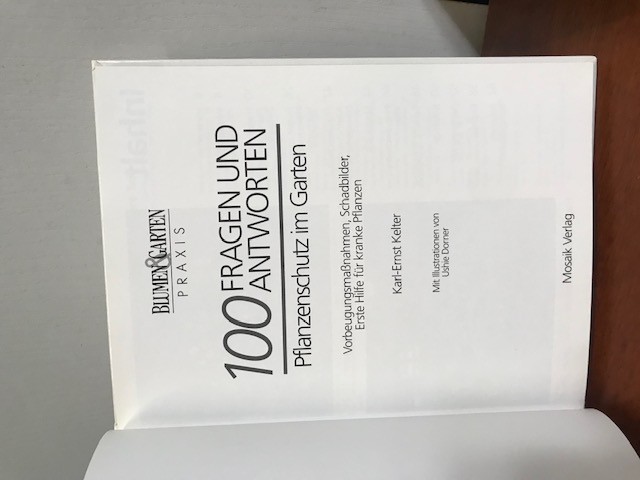 BLUMEN & GARTEN
PRAXIS
100 FRAGEN UND
ANTWORTEN
Pflanzenschutz im Garten
Vorbeugungsmaßnahmen, Schadbilder,
Erste Hilfe für kranke Pflanzen
Karl-Ernst Kelter
Mit Illustrationen von
Ushie Dorner
Mosaik Verlag
Inhalt